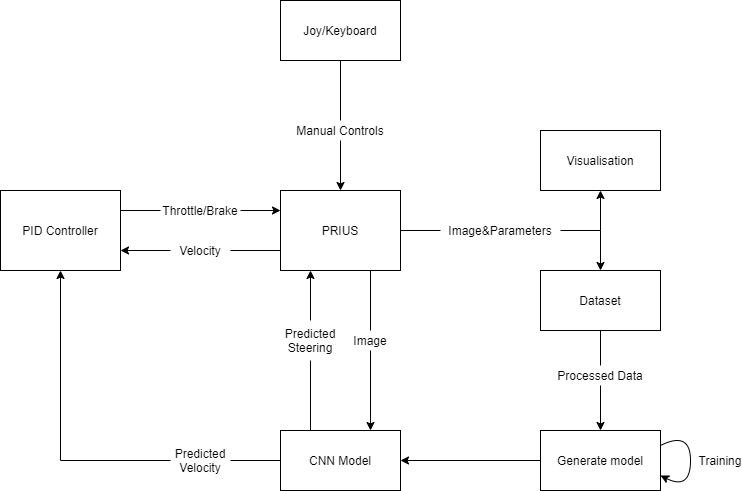 Joy/Keyboard
Manual Controls
Visualisation
PID Controller
Throttle/Brake
Velocity
PRIUS
Image&Parameters
Dataset
Predicted
Steering
Image
Processed Data
Predicted
Velocity
CNN Model
Generate model
Training